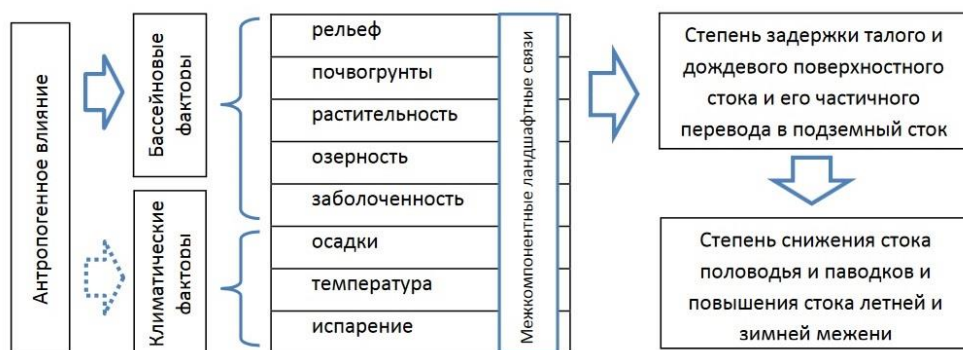 Антропогенное влияние
Бассейновые
факторы
Климатические
факторы
рельеф
почвогрунты
растительность
озерность
заболоченность
осадки
температура
испарение
Межкомпонентные ландшафтные связи
Степень задержки талого и
дождевого поверхностного
стока и его частичного
перевода в подземный сток
Степень снижения стока
половодья и паводков и
повышения стока летней и
зимней межени